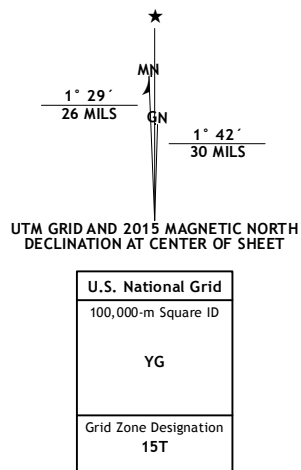 MN
GN
1° 29´
26 MILS
1° 42´
30 MILS
UTM GRID AND 2015 MAGNETIC NORTH
DECLINATION AT CENTER OF SHEET
U.S. National Grid
100,000-m Square ID
YG
Grid Zone Designation
15T